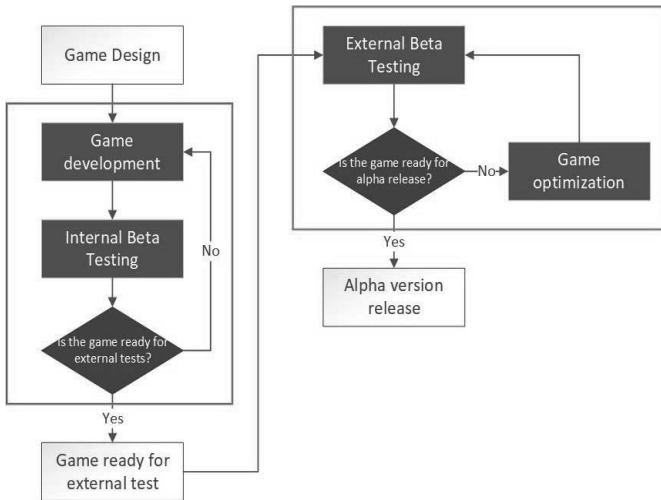 Game Design
Game
development
Internal Beta
Testing
No
Is the game ready for
external tests?
Yes
Game ready for
external test
External Beta
Testing
Is the game ready for
alpha release?
No
Game
optimization
Yes
Alpha version
release